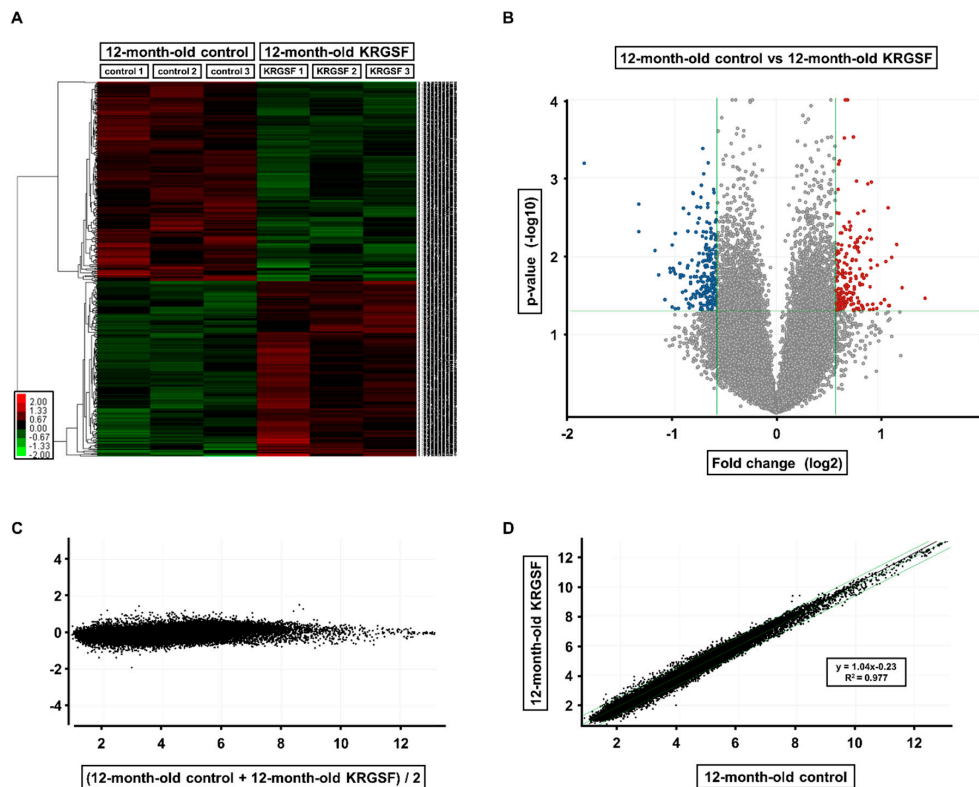 A
12-month-old control 12-month-old KRGSF
control 1 control 2 control 3 KRGSF 1 KRGSF 2 KRGSF 3
2.00
1.33
0.67
0.00
-0.67
-1.33
-2.00
B
12-month-old control vs 12-month-old KRGSF
4
3
2
1
p-value (-log10)
-2 -1 0 1
Fold change (log2)
C
4
2
0
-2
-4
2 4 6 8 10 12
(12-month-old control + 12-month-old KRGSF) / 2
D
12-month-old KRGSF
12
10
8
6
4
2
y = 1.04x-0.23
R² = 0.977
2 4 6 8 10 12
12-month-old control